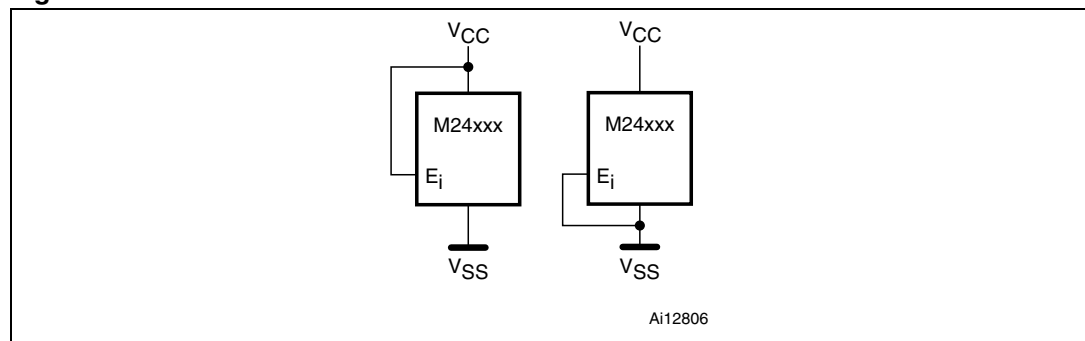 VCC VCC
M24xxx M24xxx
Ei Ei
VSS VSS
Ai12806